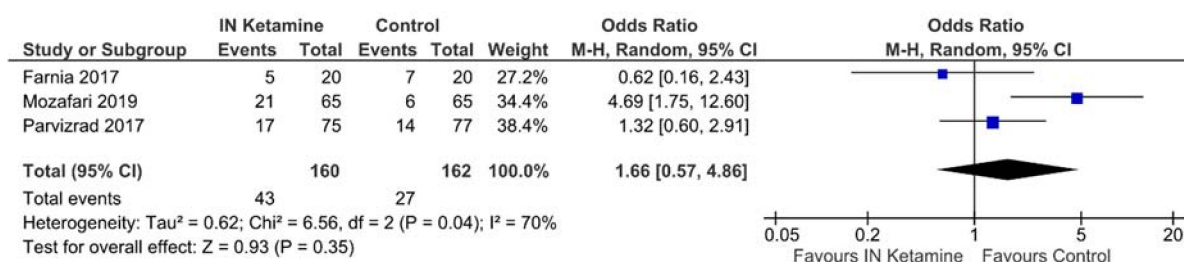 IN Ketamine Control Odds Ratio Odds Ratio
Study or Subgroup Events Total Events Total Weight M-H, Random, 95% CI M-H, Random, 95% CI
Farnia 2017 5 20 7 20 27.2% 0.62 [0.16, 2.43]
Mozafari 2019 21 65 6 65 34.4% 4.69 [1.75, 12.60]
Parvizrad 2017 17 75 14 77 38.4% 1.32 [0.60, 2.91]
Total (95% CI) 160 162 100.0% 1.66 [0.57, 4.86]
Total events 43 27
Heterogeneity: Tau² = 0.62; Chi² = 6.56, df = 2 (P = 0.04); I² = 70%
Test for overall effect: Z = 0.93 (P = 0.35)
0.05 0.2 1 5 20
Favours IN Ketamine Favours Control